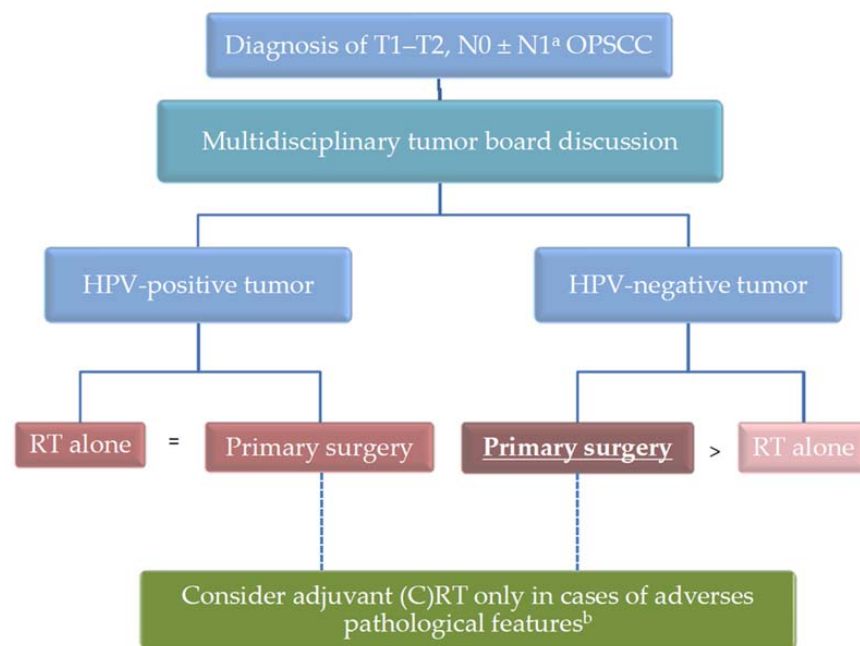 Diagnosis of T1–T2, N0 ± N1ᵃ OPSCC
Multidisciplinary tumor board discussion
HPV-positive tumor
HPV-negative tumor
RT alone
=
Primary surgery
Primary surgery
>
RT alone
Consider adjuvant (C)RT only in cases of adverses
pathological featuresᵇ